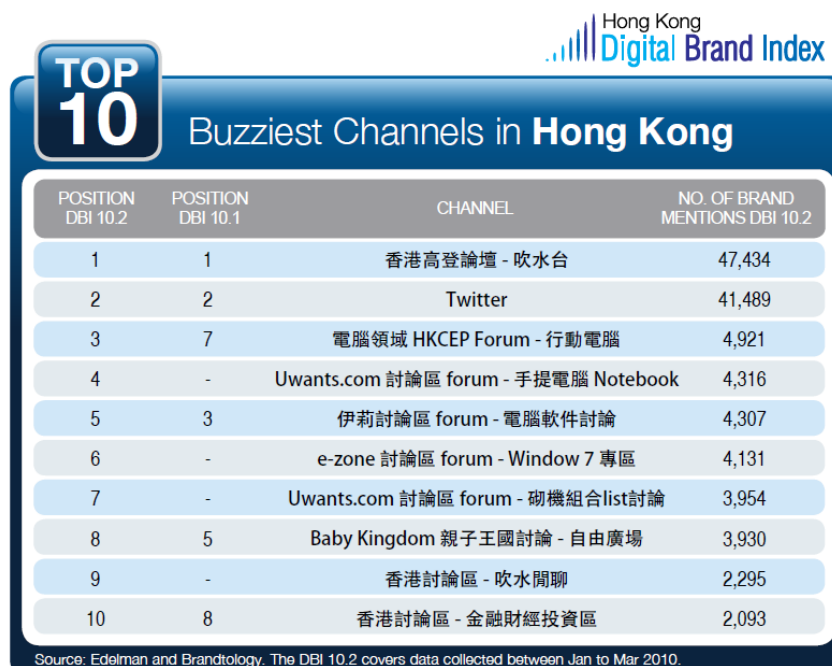 Hong Kong
Digital Brand Index
TOP
10
Buzziest Channels in Hong Kong
POSITION DBI 10.2 POSITION DBI 10.1 CHANNEL NO. OF BRAND MENTIONS DBI 10.2
1 1 香港高登論壇 - 吹水台 47,434
2 2 Twitter 41,489
3 7 電腦領域 HKCEP Forum - 行動電腦 4,921
4 - Uwants.com 討論區 forum - 手提電腦 Notebook 4,316
5 3 伊莉討論區 forum - 電腦軟件討論 4,307
6 - e-zone 討論區 forum - Window 7 專區 4,131
7 - Uwants.com 討論區 forum - 砌機組合list討論 3,954
8 5 Baby Kingdom 親子王國討論 - 自由廣場 3,930
9 - 香港討論區 - 吹水閒聊 2,295
10 8 香港討論區 - 金融財經投資區 2,093
Source: Edelman and Brandtology. The DBI 10.2 covers data collected between Jan to Mar 2010.